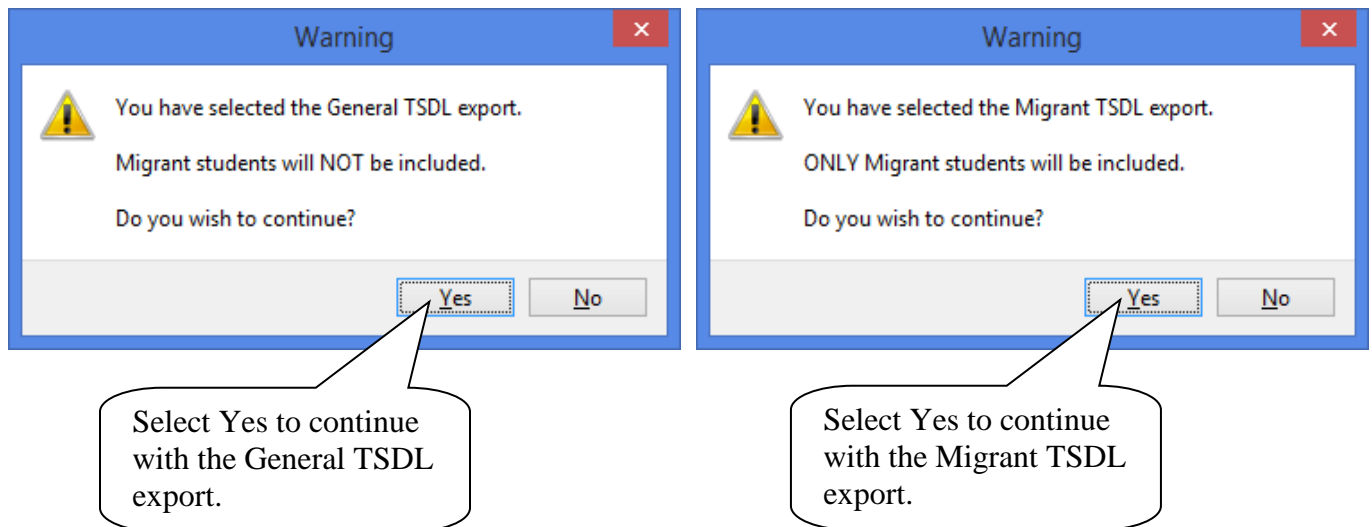 Warning
You have selected the General TSDL export.
Migrant students will NOT be included.
Do you wish to continue?
Yes
No
Select Yes to continue
with the General TSDL
export.
Warning
You have selected the Migrant TSDL export.
ONLY Migrant students will be included.
Do you wish to continue?
Yes
No
Select Yes to continue
with the Migrant TSDL
export.